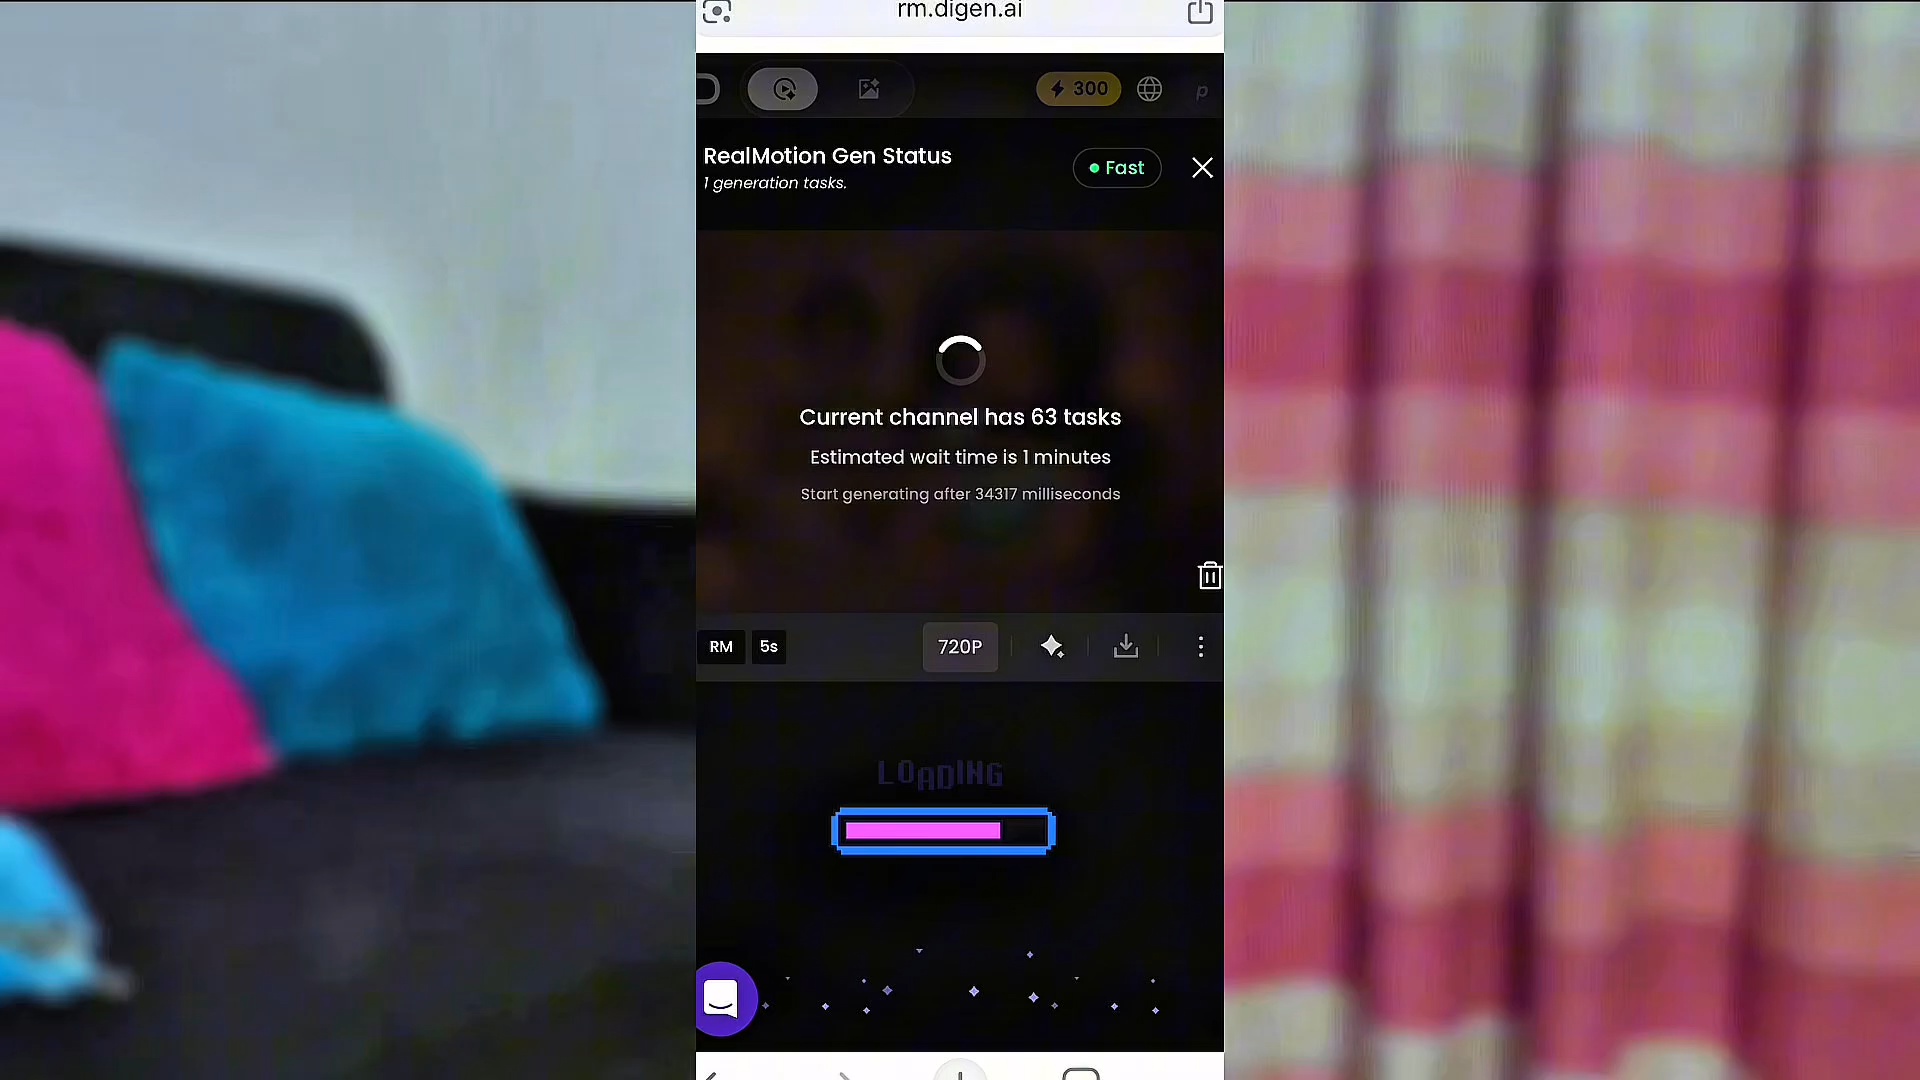 rm.digen.ai
300
RealMotion Gen Status
Fast
1 generation tasks.
Current channel has 63 tasks
Estimated wait time is 1 minutes
Start generating after 34317 milliseconds
RM
5s
720P
LOADING